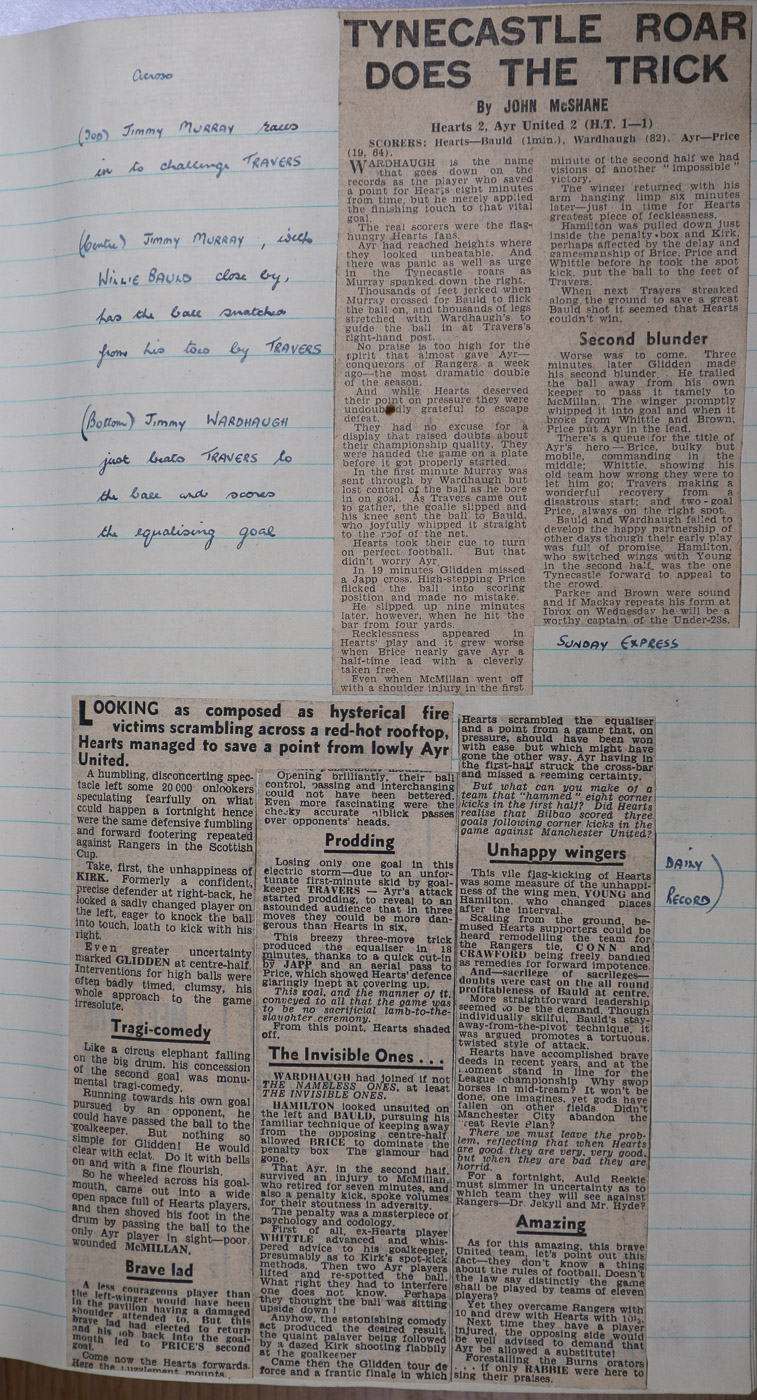 Across
(Top) Jimmy MURRAY races
in to challenge TRAVERS
(Centre) Jimmy MURRAY, with
WILLIE BAULD close by,
has the ball snatched
from his toes by TRAVERS
(Bottom) Jimmy WARDHAUGH
just beats TRAVERS to
the ball and scores
the equalising goal
TYNECASTLE ROAR
DOES THE TRICK
By JOHN McSHANE
Hearts 2, Ayr United 2 (H.T. 1—1)
SCORERS: Hearts—Bauld (1min.), Wardhaugh (82). Ayr—Price
(19, 64).
WARDHAUGH is the name
that goes down on the
records as the player who saved
a point for Hearts eight minutes
from time, but he merely applied
the finishing touch to that vital
goal.
The real scorers were the flag-
hungry Hearts fans.
Ayr had reached heights where
they looked unbeatable. And
there was panic as well as urge
in the Tynecastle roars as
Murray spanked down the right.
Thousands of feet jerked when
Murray crossed for Bauld to flick
the ball on, and thousands of legs
stretched with Wardhaugh's to
guide the ball in at Travers's
right-hand post.
No praise is too high for the
spirit that almost gave Ayr—
conquerors of Rangers a week
ago—the most dramatic double
of the season.
And while Hearts deserved
their point on pressure they were
undoubtedly grateful to escape
defeat.
They had no excuse for a
display that raised doubts about
their championship quality. They
were handed the game on a plate
before it got properly started.
In the first minute Murray was
sent through by Wardhaugh but
lost control of the ball as he bore
in on goal. As Travers came out
to gather, the goalie slipped and
his knee sent the ball to Bauld,
who joyfully whipped it straight
to the roof of the net.
Hearts took their cue to turn
on perfect football. But that
didn't worry Ayr.
In 19 minutes Glidden missed
a Japp cross. High-stepping Price
flicked the ball into scoring
position and made no mistake.
He slipped up nine minutes
later, however, when he hit the
bar from four yards.
Recklessness appeared in
Hearts' play and it grew worse
when Brice nearly gave Ayr a
half-time lead with a cleverly
taken free.
Even when McMillan went off
with a shoulder injury in the first
minute of the second half we had
visions of another "impossible"
victory.
The winger returned with his
arm hanging limp six minutes
later—just in time for Hearts
greatest piece of fecklessness.
Hamilton was pulled down just
inside the penalty-box and Kirk,
perhaps affected by the delay and
gamesmanship of Brice, Price and
Whittle before he took the spot
kick, put the ball to the feet of
Travers.
When next Travers streaked
along the ground to save a great
Bauld shot it seemed that Hearts
couldn't win.
Second blunder
Worse was to come. Three
minutes later Glidden made
his second blunder. He trailed
the ball away from his own
keeper to pass it tamely to
McMillan. The winger promptly
whipped it into goal and when it
broke from Whittle and Brown,
Price put Ayr in the lead.
There's a queue for the title of
Ayr's hero—Brice, bulky but
mobile, commanding in the
middle; Whittle, showing his
old team how wrong they were to
let him go; Travers making a
wonderful recovery from a
disastrous start; and two-goal
Price, always on the right spot.
Bauld and Wardhaugh failed to
develop the happy partnership of
other days though their early play
was full of promise. Hamilton,
who switched wings with Young
in the second half, was the one
Tynecastle forward to appeal to
the crowd.
Parker and Brown were sound
and if Mackay repeats his form at
Ibrox on Wednesday he will be a
worthy captain of the Under-23s.
SUNDAY EXPRESS
LOOKING as composed as hysterical fire
victims scrambling across a red-hot rooftop,
Hearts managed to save a point from lowly Ayr
United.
A humbling, disconcerting spec-
tacle left some 20 000 onlookers
speculating fearfully on what
could happen a fortnight hence
were the same defensive fumbling
and forward footering repeated
against Rangers in the Scottish
Cup.
Take, first, the unhappiness of
KIRK. Formerly a confident,
precise defender at right-back, he
looked a sadly changed player on
the left, eager to knock the ball
into touch, loath to kick with his
right.
Even greater uncertainty
marked GLIDDEN at centre-half.
Interventions for high balls were
often badly timed, clumsy, his
whole approach to the game
irresolute.
Tragi-comedy
Like a circus elephant falling
on the big drum, his concession
of the second goal was monu-
mental tragi-comedy.
Running towards his own goal
pursued by an opponent, he
could have passed the ball to the
goalkeeper. But nothing so
simple for Glidden! He would
clear with eclat. Do it with bells
on and with a fine flourish.
So he wheeled across his goal-
mouth, came out into a wide
open space full of Hearts players,
and then shoved his foot in the
drum by passing the ball to the
only Ayr player in sight—poor,
wounded McMILLAN.
Brave lad
A less courageous player than
the left-winger would have been
in the pavilion having a damaged
shoulder attended to. But this
brave lad had elected to return
and his job back into the goal-
mouth led to PRICE'S second
goal.
Come now the Hearts forwards.
Here the puzzlement mounts.
Opening brilliantly, their ball
control, passing and interchanging
could not have been bettered.
Even more fascinating were the
cheeky accurate niblick passes
over opponents' heads.
Prodding
Losing only one goal in this
electric storm—due to an unfor-
tunate first-minute skid by goal-
keeper TRAVERS — Ayr's attack
started prodding, to reveal to an
astounded audience that in three
moves they could be more dan-
gerous than Hearts in six.
This breezy three-move trick
produced the equaliser in 18
minutes, thanks to a quick cut-in
by JAPP and an aerial pass to
Price, which showed Hearts' defence
glaringly inept at covering up.
This goal, and the manner of it,
conveyed to all that the game was
to be no sacrificial lamb-to-the-
slaughter ceremony.
From this point, Hearts shaded
off.
The Invisible Ones . . .
WARDHAUGH had joined if not
THE NAMELESS ONES, at least
THE INVISIBLE ONES.
HAMILTON looked unsuited on
the left and BAULD, pursuing his
familiar technique of keeping away
from the opposing centre-half,
allowed BRICE to dominate the
penalty box The glamour had
gone.
That Ayr, in the second half,
survived an injury to McMillan,
who retired for seven minutes, and
also a penalty kick, spoke volumes
for their stoutness in adversity.
The penalty was a masterpiece of
psychology and codology.
First of all, ex-Hearts player
WHITTLE advanced and whis-
pered advice to his goalkeeper,
presumably as to Kirk's spot-kick
methods. Then two Ayr players
lifted and re-spotted the ball.
What right they had to interfere
one does not know. Perhaps
they thought the ball was sitting
upside down!
Anyhow, the astonishing comedy
act produced the desired result,
the quaint palaver being followed
by a dazed Kirk shooting flabbily
at the goalkeeper
Came then the Glidden tour de
force and a frantic finale in which
Hearts scrambled the equaliser
and a point from a game that, on
pressure, should have been won
with ease but which might have
gone the other way. Ayr having in
the first-half struck the cross-bar
and missed a seeming certainty.
But what can you make of a
team that "hammed" eight corner
kicks in the first half? Did Hearts
realise that Bilbao scored three
goals following corner kicks in the
game against Manchester United?
Unhappy wingers
This vile flag-kicking of Hearts
was some measure of the unhappi-
ness of the wing men, YOUNG and
Hamilton, who changed places
after the interval.
Scaling from the ground, be-
mused Hearts supporters could be
heard remodelling the team for
the Rangers tie, CONN and
CRAWFORD being freely bandied
as remedies for forward impotence.
And—sacrilege of sacrileges—
doubts were cast on the all round
profitableness of Bauld at centre.
More straightforward leadership
seemed to be the demand. Though
individually skilful, Bauld's stay-
away-from-the-pivot technique, it
was argued promotes a tortuous,
twisted style of attack.
Hearts have accomplished brave
deeds in recent years, and at the
moment stand in line for the
League championship Why swop
horses in mid-tream? It won't be
done, one imagines, yet gods have
fallen on other fields. Didn't
Manchester City abandon the
great Revie Plan?
There we must leave the prob-
lem, reflecting that when Hearts
are good they are very, very good,
but when they are bad they are
horrid.
For a fortnight, Auld Reekie
must simmer in uncertainty as to
which team they will see against
Rangers—Dr. Jekyll and Mr. Hyde?
Amazing
As for this amazing, this brave
United team, let's point out this
fact—they don't know a thing
about the rules of football. Doesn't
the law say distinctly the game
shall be played by teams of eleven
players?
Yet they overcame Rangers with
10 and drew with Hearts with 10½.
Next time they have a player
injured, the opposing side would
be well advised to demand that
Ayr be allowed a substitute!
Forestalling the Burns orators
. . . if only RABBIE were here to
sing their praises.
DAILY
RECORD